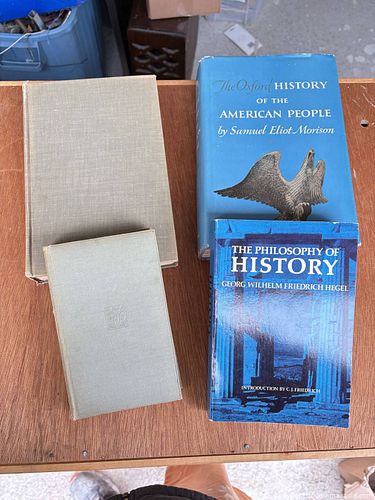 The Oxford HISTORY
OF THE
AMERICAN PEOPLE
by Samuel Eliot Morison
THE PHILOSOPHY OF
HISTORY
GEORG WILHELM FRIEDRICH HEGEL
INTRODUCTION BY C. J. FRIEDRICH